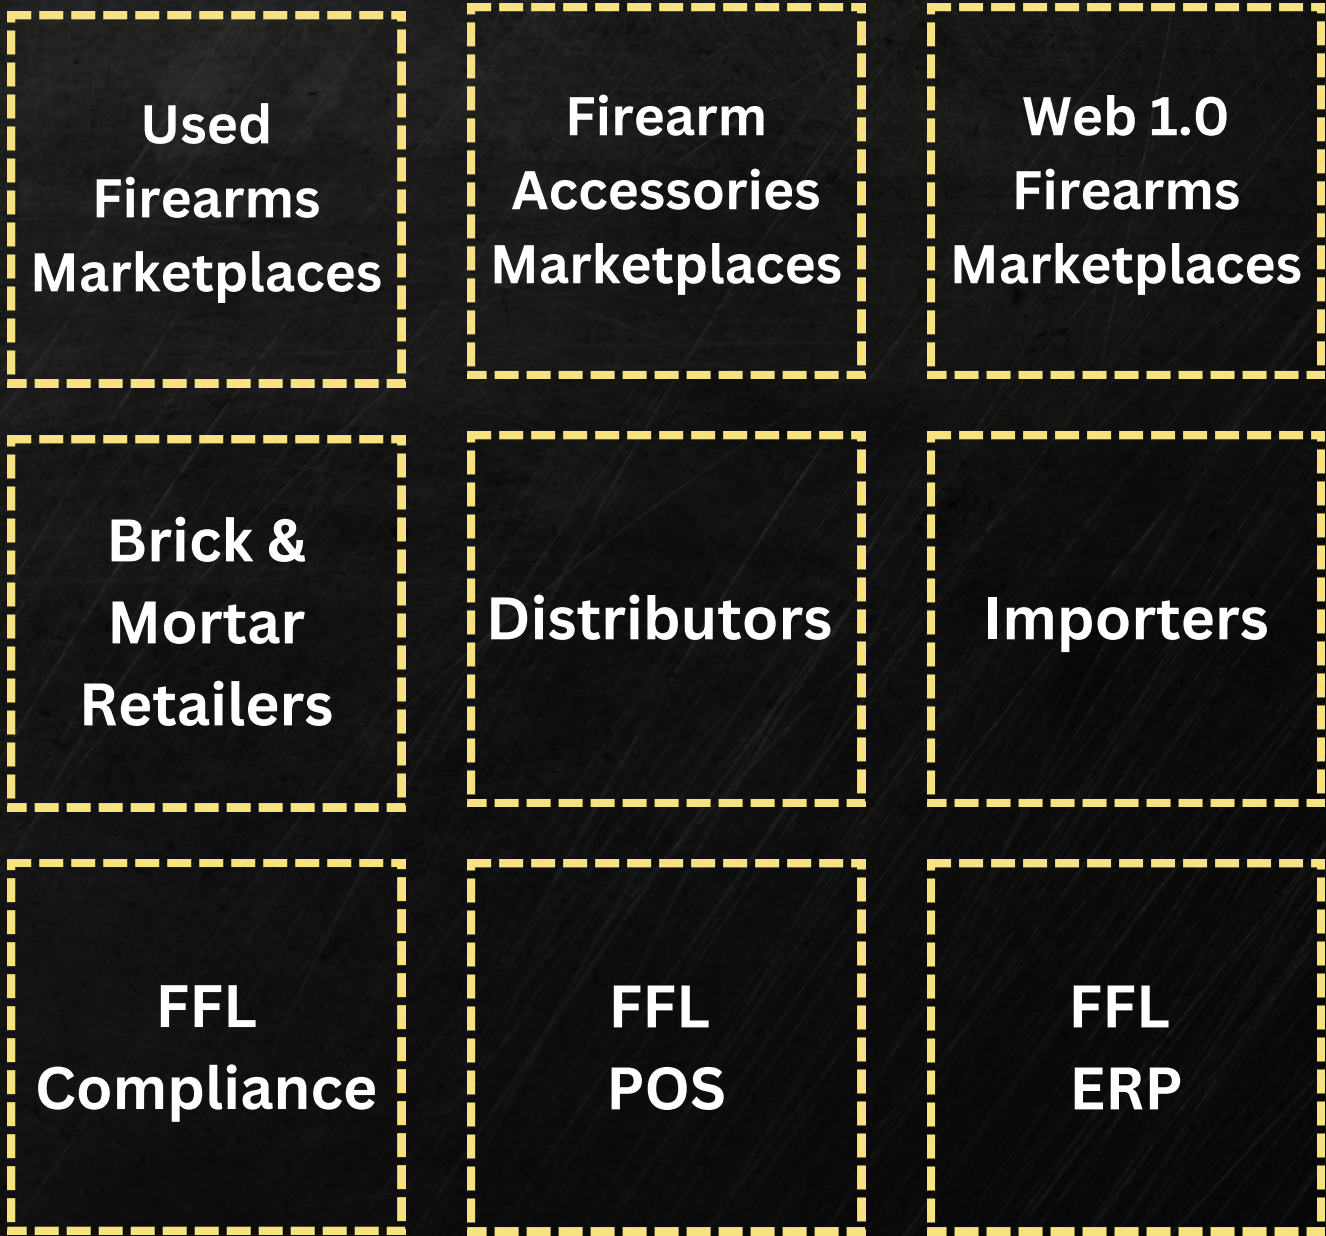 Used
Firearms
Marketplaces
Firearm
Accessories
Marketplaces
Web 1.0
Firearms
Marketplaces
Brick &
Mortar
Retailers
Distributors
Importers
FFL
Compliance
FFL
POS
FFL
ERP